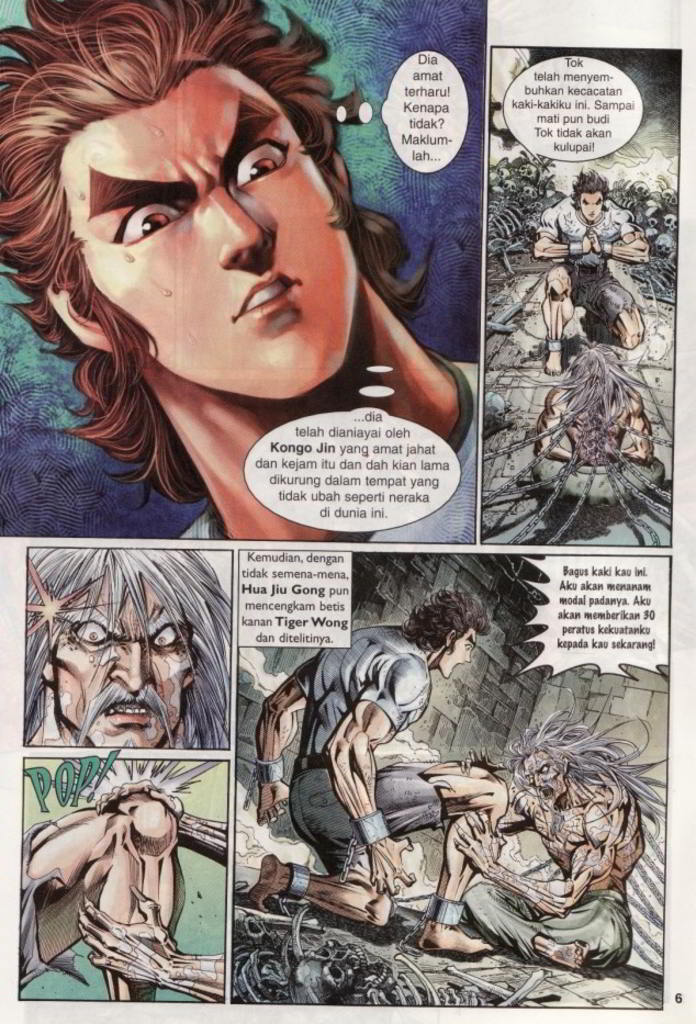 Dia
amat
terharu!
Kenapa
tidak?
Maklum-
lah...
...dia
telah dianiayai oleh
Kongo Jin yang amat jahat
dan kejam itu dan dah kian lama
dikurung dalam tempat yang
tidak ubah seperti neraka
di dunia ini.
Tok
telah menyem-
buhkan kecacatan
kaki-kakiku ini. Sampai
mati pun budi
Tok tidak akan
kulupai!
POP!
Kemudian, dengan
tidak semena-mena,
Hua Jiu Gong pun
mencengkam betis
kanan Tiger Wong
dan ditelitinya.
Bagus kaki kau ini.
Aku akan menanam
modal padanya. Aku
akan memberikan 30
peratus kekuatanku
kepada kau sekarang!
6